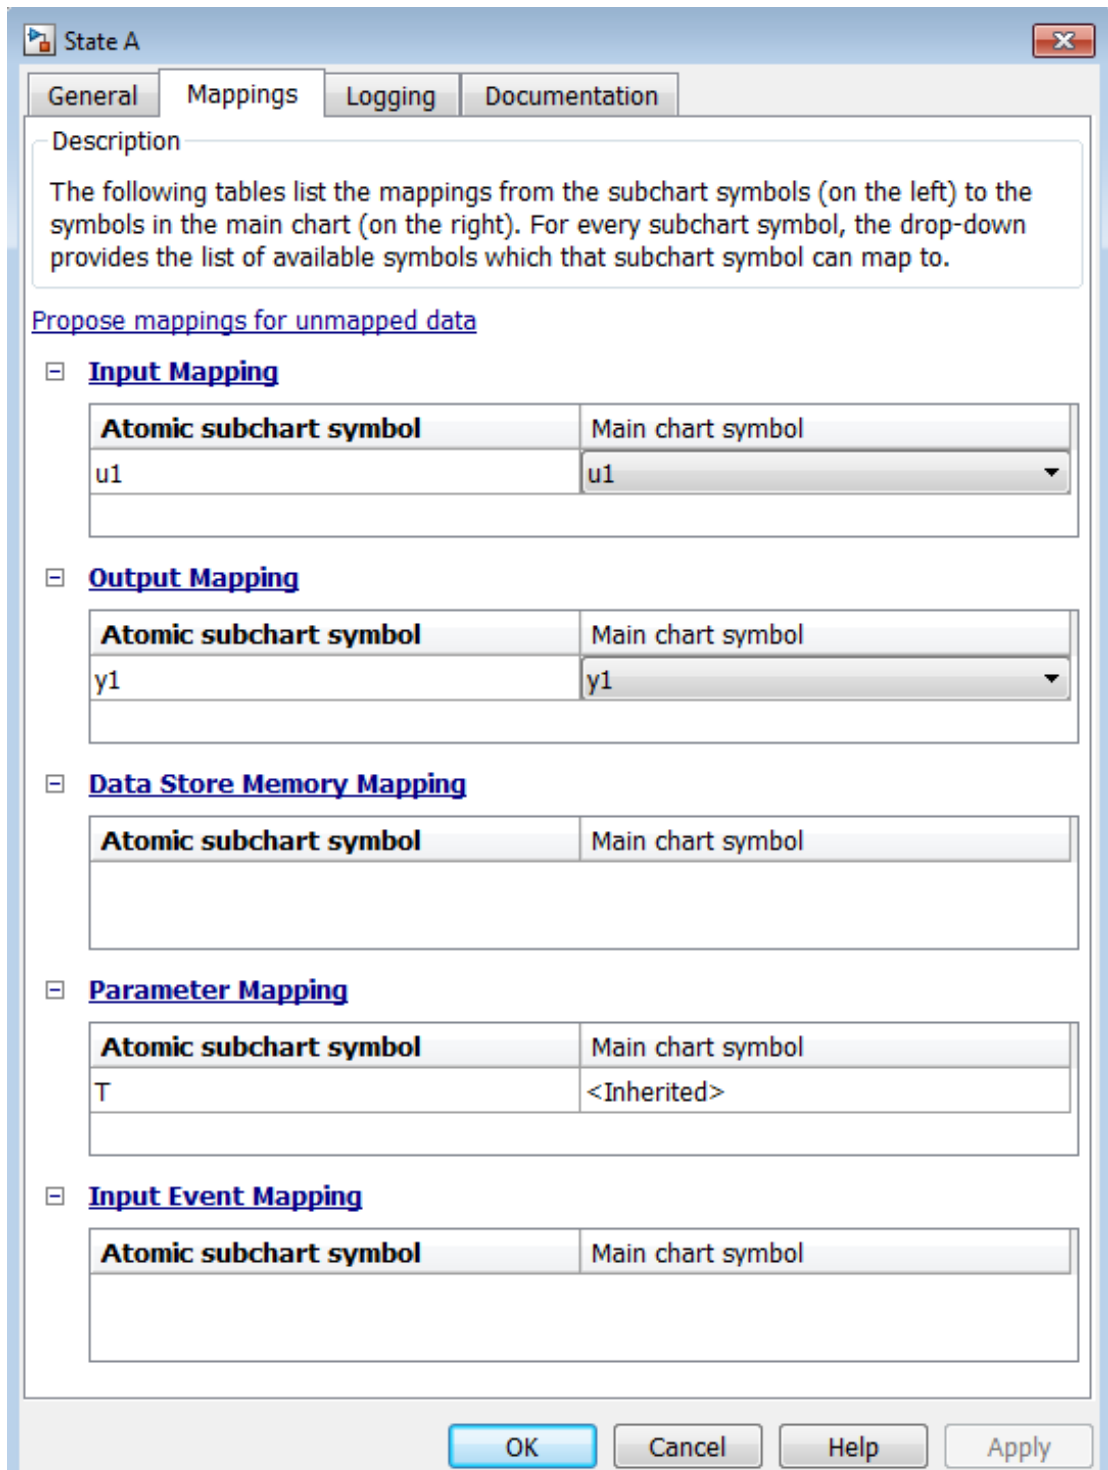 State A
General Mappings Logging Documentation
Description
The following tables list the mappings from the subchart symbols (on the left) to the
symbols in the main chart (on the right). For every subchart symbol, the drop-down
provides the list of available symbols which that subchart symbol can map to.
Propose mappings for unmapped data
Input Mapping
Atomic subchart symbol Main chart symbol
u1 u1
Output Mapping
Atomic subchart symbol Main chart symbol
y1 y1
Data Store Memory Mapping
Atomic subchart symbol Main chart symbol
Parameter Mapping
Atomic subchart symbol Main chart symbol
T <Inherited>
Input Event Mapping
Atomic subchart symbol Main chart symbol
OK Cancel Help Apply